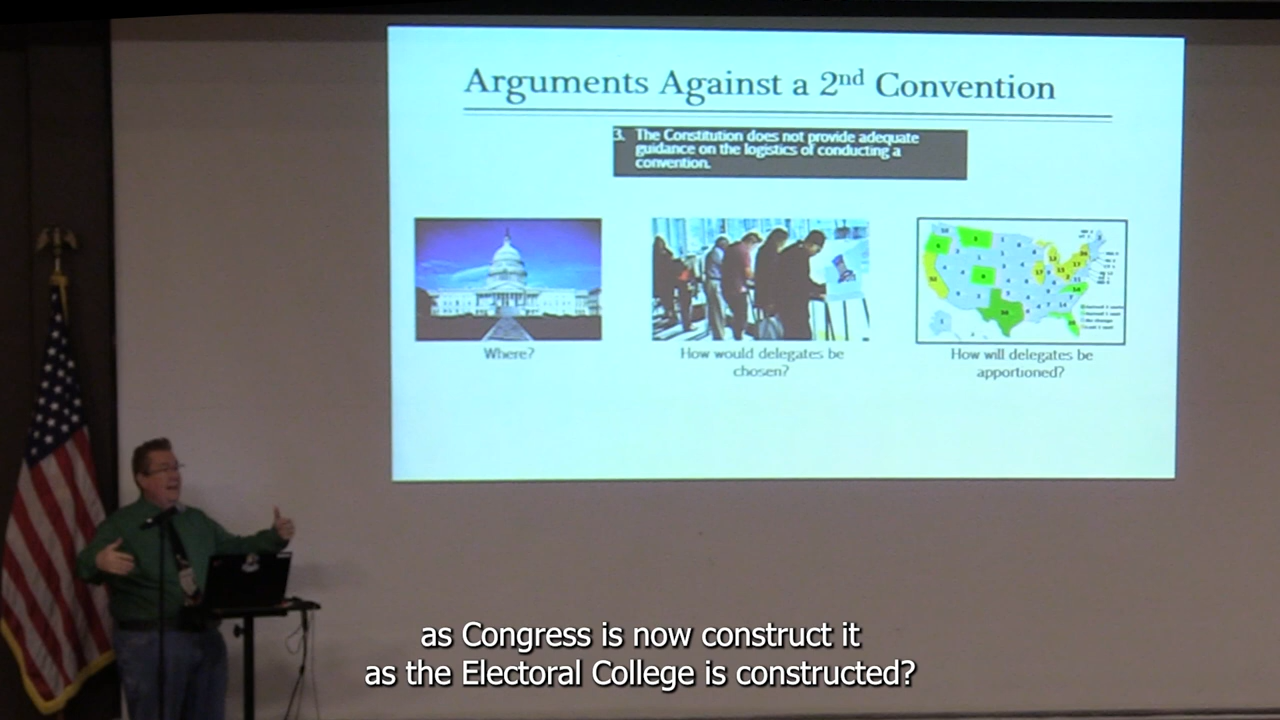 Arguments Against a 2nd Convention
3. The Constitution does not provide adequate
guidance on the logistics of conducting a
convention.
Where?
How would delegates be
chosen?
How will delegates be
apportioned?
as Congress is now construct it
as the Electoral College is constructed?